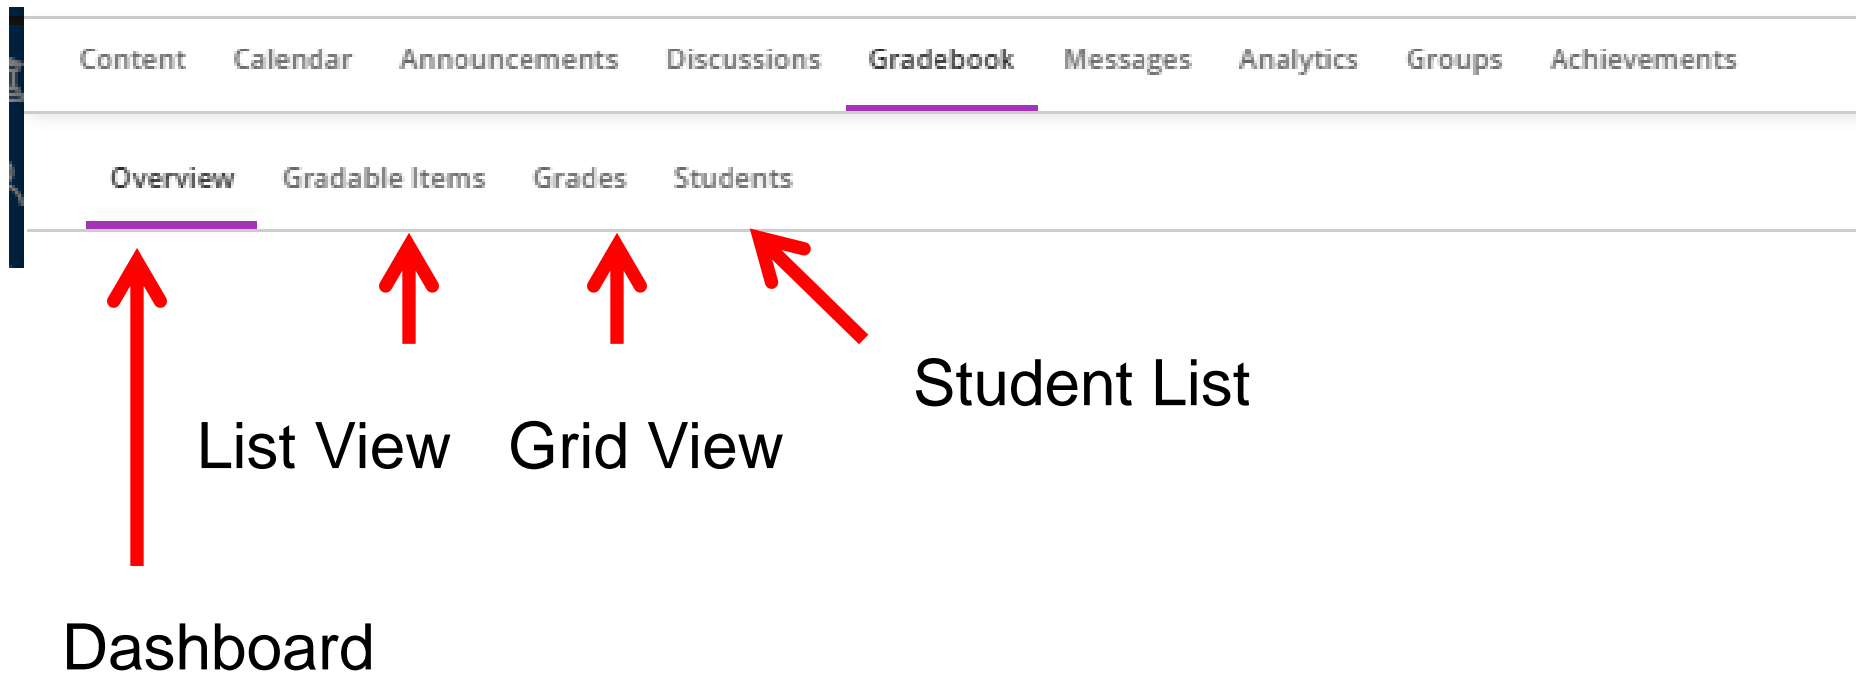 Content Calendar Announcements Discussions Gradebook Messages Analytics Groups Achievements
Overview Gradable Items Grades Students
Student List
List View Grid View
Dashboard